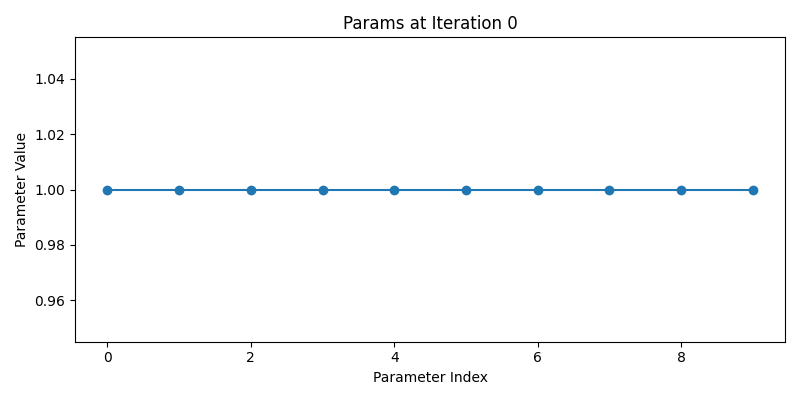 Params at Iteration 0
1.04
1.02
1.00
0.98
0.96
Parameter Value
0 2 4 6 8
Parameter Index